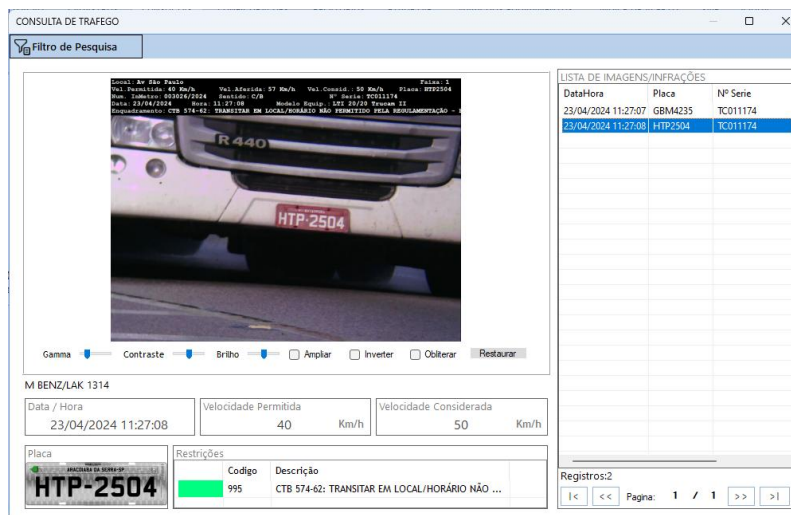 CONSULTA DE TRAFEGO
Filtro de Pesquisa
Local: Av São Paulo Faixa: 1
Vel.Permitida: 40 Km/h Vel.Aferida: 57 Km/h Vel.Consid.: 50 Km/h Placa: HTP2504
Num. InMetro: 003026/2024 Sentido: C/B Nº Serie: TC011174
Data: 23/04/2024 Hora: 11:27:08 Modelo Equip.: LTI 20/20 Trucam II
Enquadramento: CTB 574-62: TRANSITAR EM LOCAL/HORÁRIO NÃO PERMITIDO PELA REGULAMENTAÇÃO -
R 440
HTP-2504
Gamma Contraste Brilho Ampliar Inverter Obliterar Restaurar
M BENZ/LAK 1314
Data / Hora Velocidade Permitida Velocidade Considerada
23/04/2024 11:27:08 40 Km/h 50 Km/h
Placa Restrições
ARACOIABA DA SERRA-SP
HTP-2504
Codigo Descrição
995 CTB 574-62: TRANSITAR EM LOCAL/HORÁRIO NÃO ...
LISTA DE IMAGENS/INFRAÇÕES
DataHora Placa Nº Serie
23/04/2024 11:27:07 GBM4235 TC011174
23/04/2024 11:27:08 HTP2504 TC011174
Registros:2
|< << Pagina: 1 / 1 >> >|